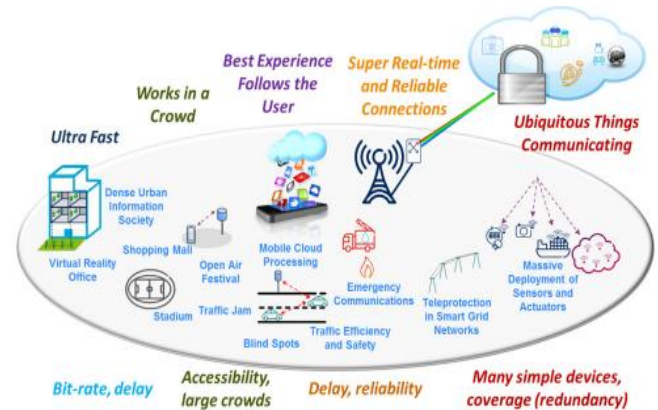 Best Experience
Follows the
User
Super Real-time
and Reliable
Connections
Works in a
Crowd
Ultra Fast
Ubiquitous Things
Communicating
Dense Urban
Information
Society
Shopping Mall
Virtual Reality
Office
Open Air
Festival
Mobile Cloud
Processing
Emergency
Communications
Massive
Deployment of
Sensors and
Actuators
Teleprotection
in Smart Grid
Networks
Stadium
Traffic Jam
Blind Spots
Traffic Efficiency
and Safety
Bit-rate, delay
Accessibility,
large crowds
Delay, reliability
Many simple devices,
coverage (redundancy)